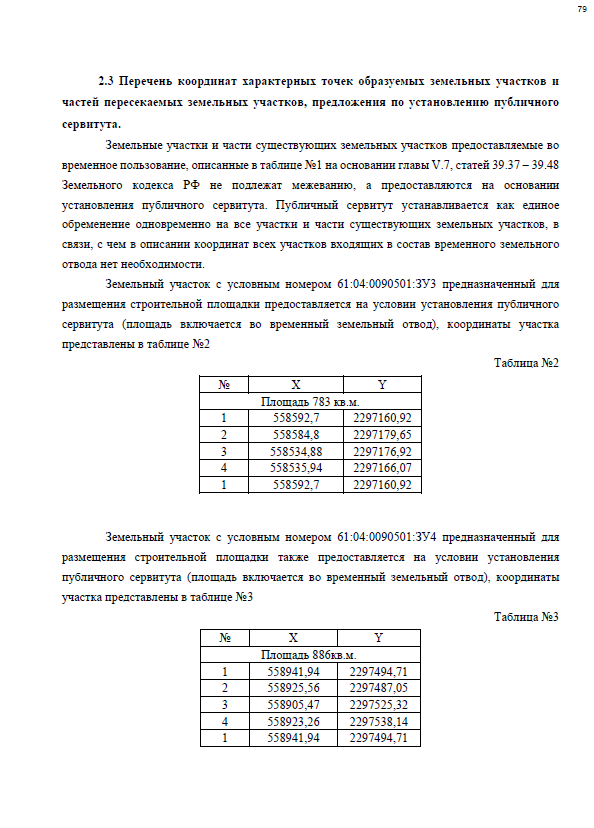 79
2.3 Перечень координат характерных точек образуемых земельных участков и
частей пересекаемых земельных участков, предложения по установлению публичного
сервитута.
Земельные участки и части существующих земельных участков предоставляемые во
временное пользование, описанные в таблице №1 на основании главы V.7, статей 39.37 – 39.48
Земельного кодекса РФ не подлежат межеванию, а предоставляются на основании
установления публичного сервитута. Публичный сервитут устанавливается как единое
обременение одновременно на все участки и части существующих земельных участков, в
связи, с чем в описании координат всех участков входящих в состав временного земельного
отвода нет необходимости.
Земельный участок с условным номером 61:04:0090501:ЗУ3 предназначенный для
размещения строительной площадки предоставляется на условии установления публичного
сервитута (площадь включается во временный земельный отвод), координаты участка
представлены в таблице №2
Таблица №2
№ X Y
Площадь 783 кв.м.
1 558592,7 2297160,92
2 558584,8 2297179,65
3 558534,88 2297176,92
4 558535,94 2297166,07
1 558592,7 2297160,92
Земельный участок с условным номером 61:04:0090501:ЗУ4 предназначенный для
размещения строительной площадки также предоставляется на условии установления
публичного сервитута (площадь включается во временный земельный отвод), координаты
участка представлены в таблице №3
Таблица №3
№ X Y
Площадь 886кв.м.
1 558941,94 2297494,71
2 558925,56 2297487,05
3 558905,47 2297525,32
4 558923,26 2297538,14
1 558941,94 2297494,71